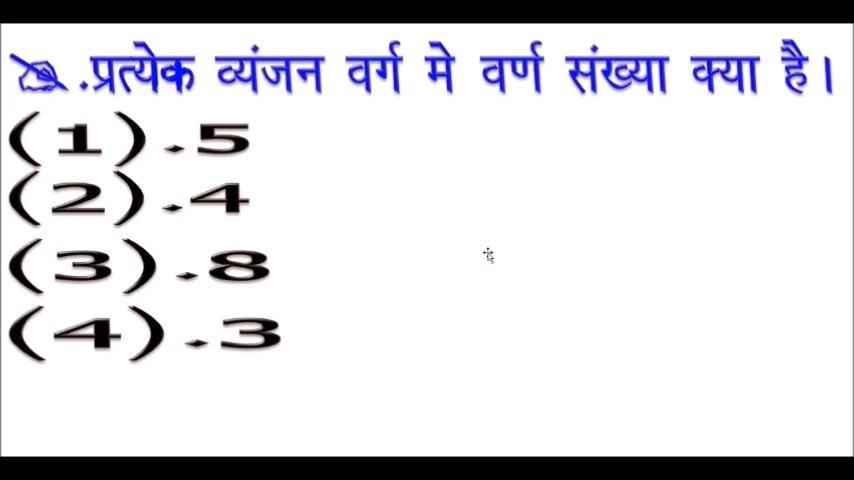 .प्रत्येक व्यंजन वर्ग मे वर्ण संख्या क्या है।
(1).5
(2).4
(3).8
(4).3